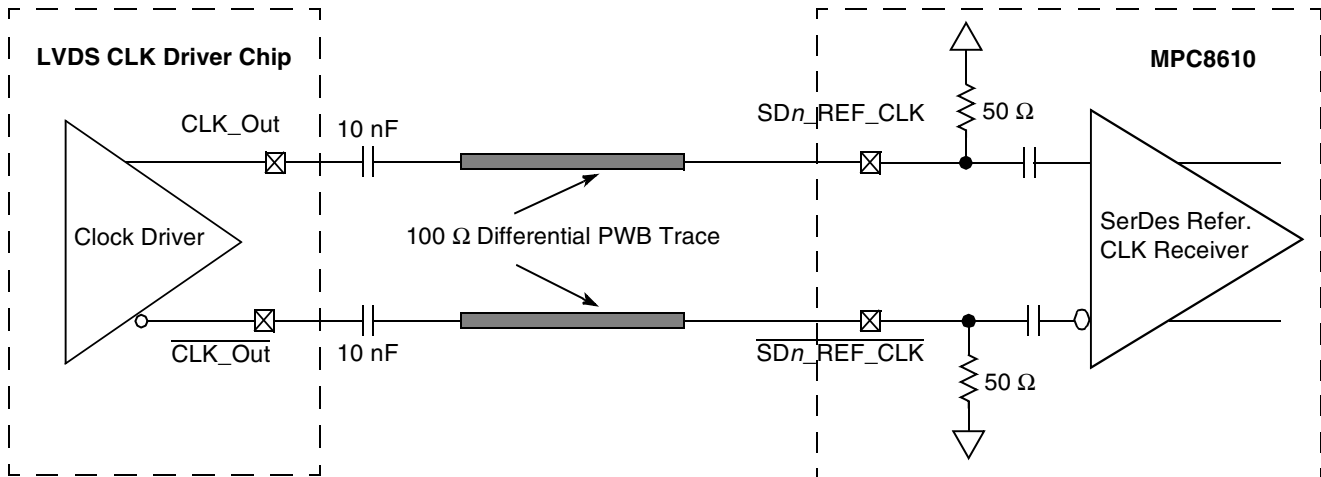 LVDS CLK Driver Chip
MPC8610
CLK_Out
10 nF
SDn_REF_CLK
50 Ω
Clock Driver
100 Ω Differential PWB Trace
SerDes Refer.
CLK Receiver
CLK_Out
10 nF
SDn_REF_CLK
50 Ω